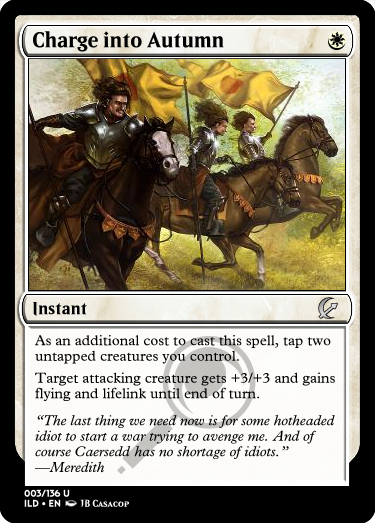 Charge into Autumn
Instant
As an additional cost to cast this spell, tap two
untapped creatures you control.
Target attacking creature gets +3/+3 and gains
flying and lifelink until end of turn.
“The last thing we need now is for some hotheaded
idiot to start a war trying to avenge me. And of
course Caersedd has no shortage of idiots.”
—Meredith
003/136 U
ILD • EN JB Casacop